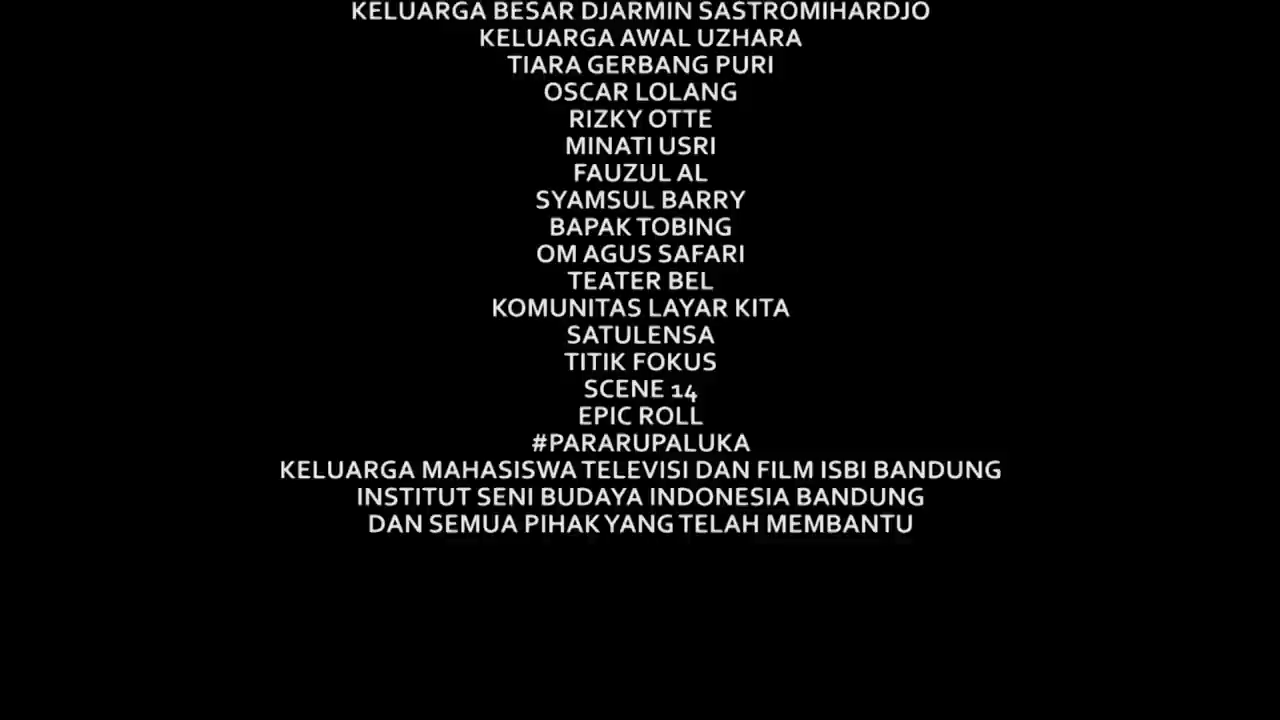 KELUARGA BESAR DJARMIN SASTROMIHARDJO
KELUARGA AWAL UZHARA
TIARA GERBANG PURI
OSCAR LOLANG
RIZKY OTTE
MINATI USRI
FAUZUL AL
SYAMSUL BARRY
BAPAK TOBING
OM AGUS SAFARI
TEATER BEL
KOMUNITAS LAYAR KITA
SATULENSA
TITIK FOKUS
SCENE 14
EPIC ROLL
#PARARUPALUKA
KELUARGA MAHASISWA TELEVISI DAN FILM ISBI BANDUNG
INSTITUT SENI BUDAYA INDONESIA BANDUNG
DAN SEMUA PIHAK YANG TELAH MEMBANTU